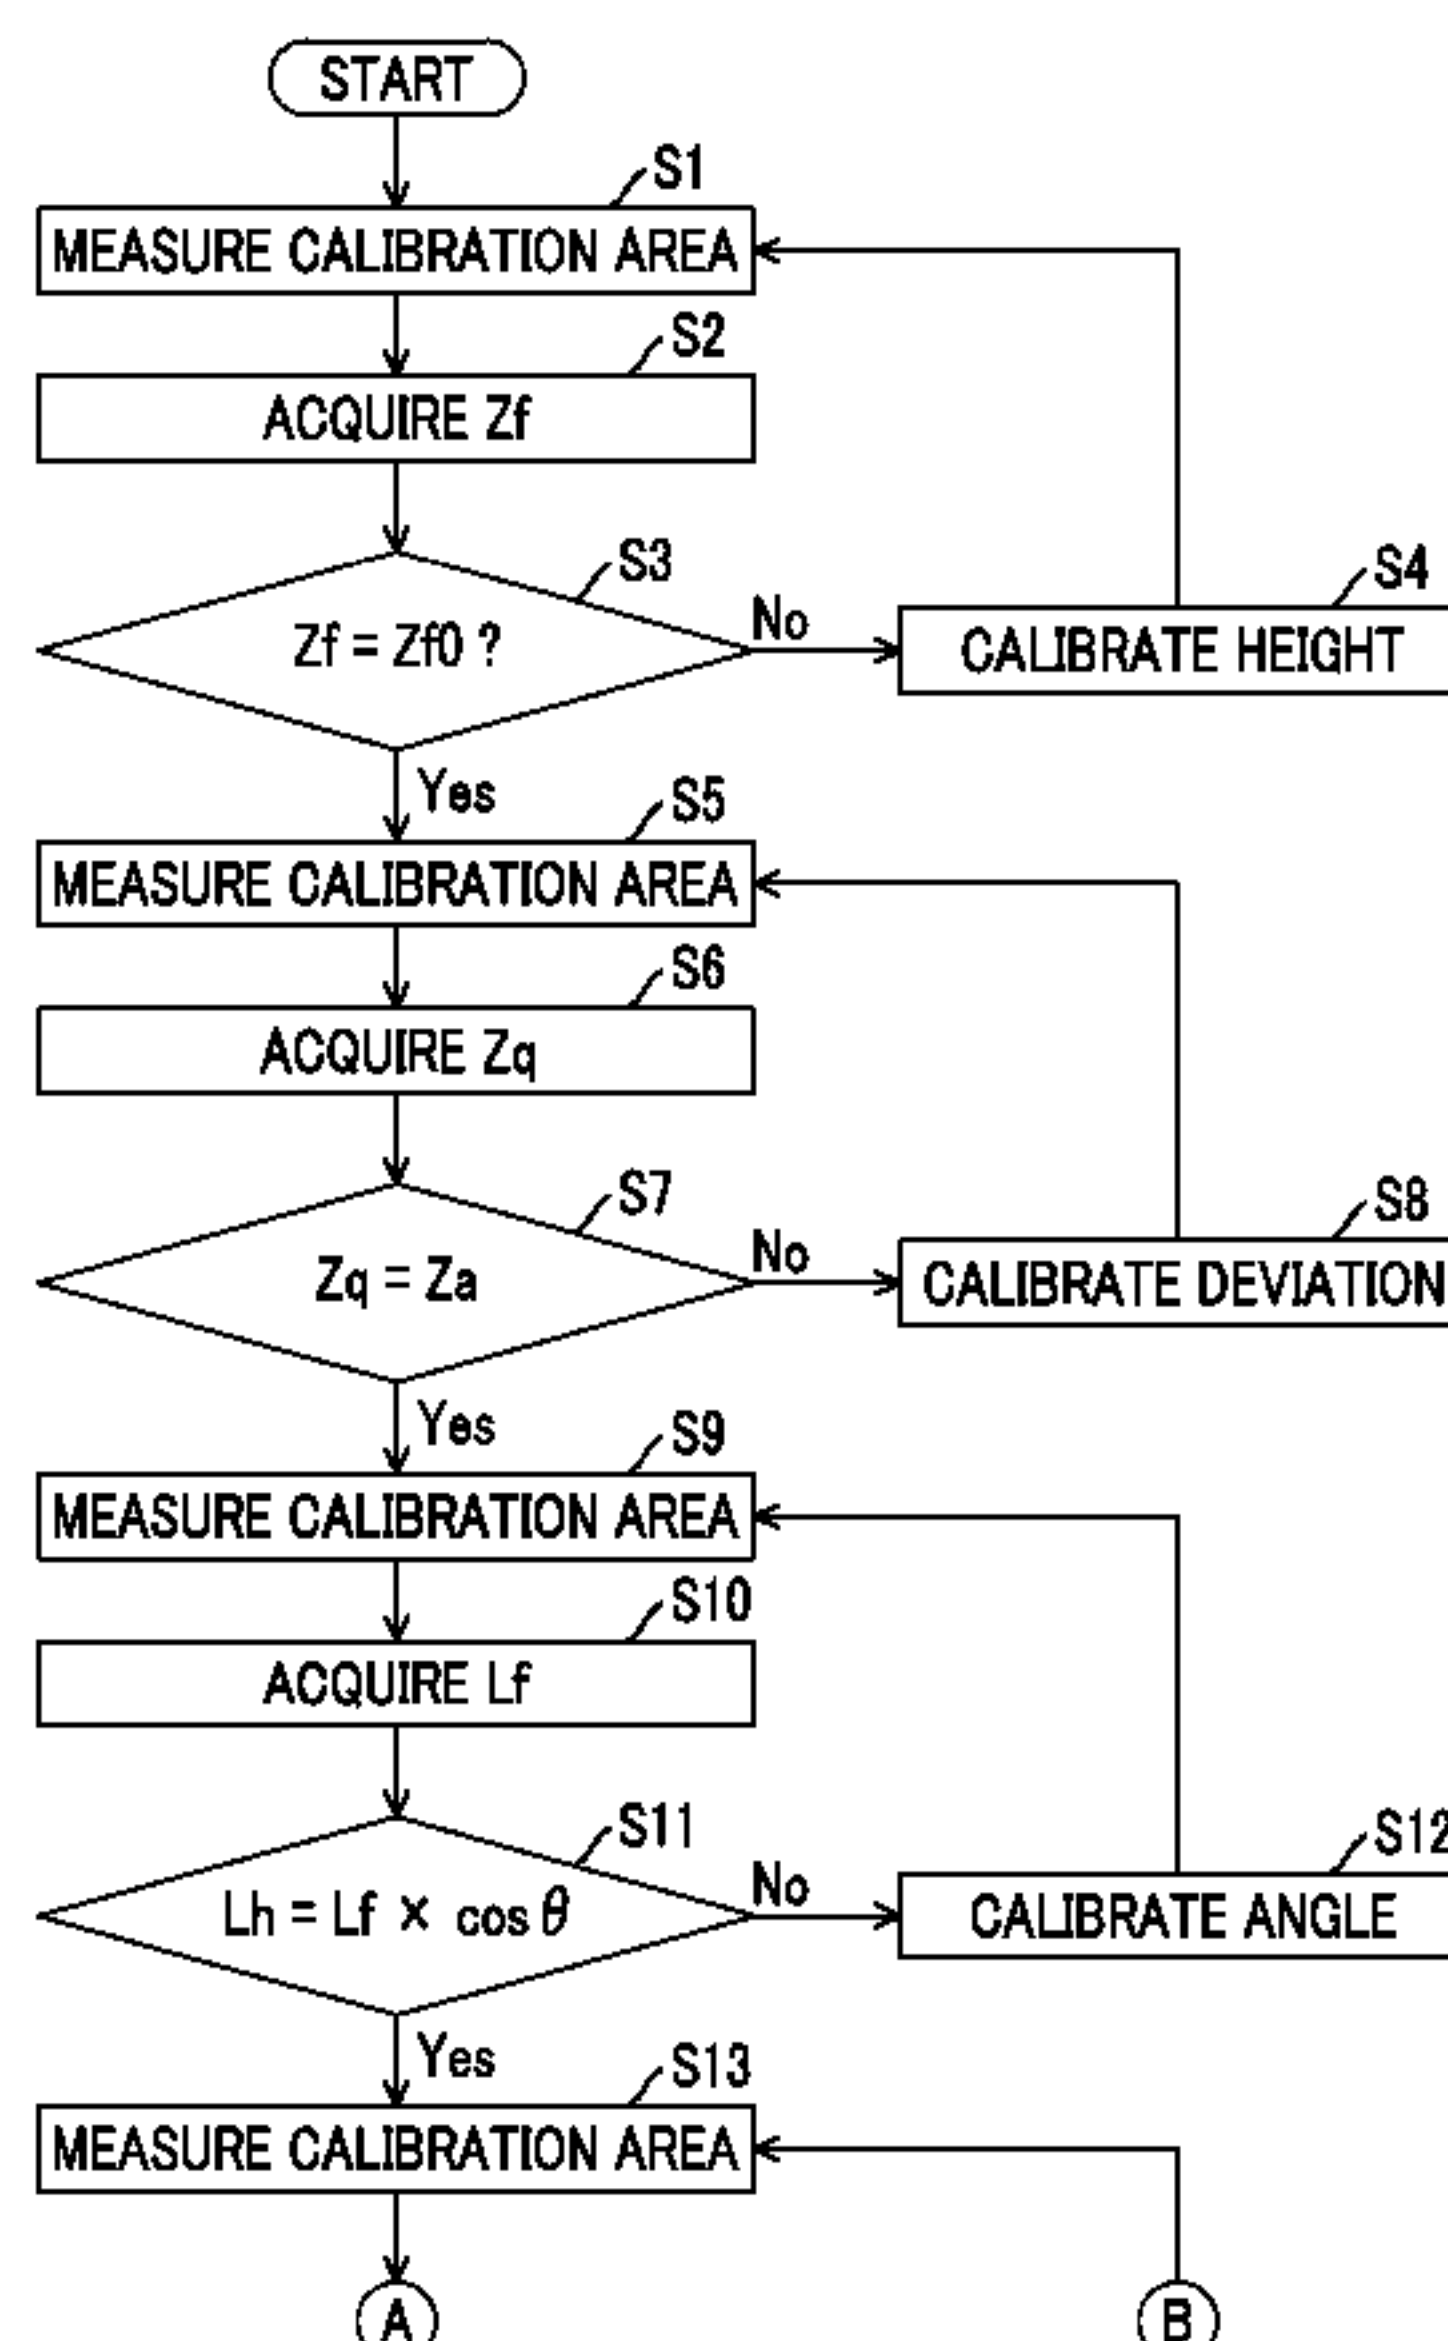 START
S1
MEASURE CALIBRATION AREA
S2
ACQUIRE Zf
S3
Zf = Zf0 ?
No
S4
CALIBRATE HEIGHT
Yes
S5
MEASURE CALIBRATION AREA
S6
ACQUIRE Zq
S7
Zq = Za
No
S8
CALIBRATE DEVIATION
Yes
S9
MEASURE CALIBRATION AREA
S10
ACQUIRE Lf
S11
Lh = Lf × cos θ
No
S12
CALIBRATE ANGLE
Yes
S13
MEASURE CALIBRATION AREA
A
B